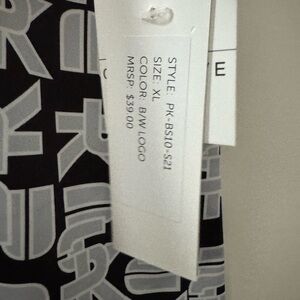 STYLE: PK-BS10-S21
SIZE: XL
COLOR: B/W LOGO
MRSP: $39.00